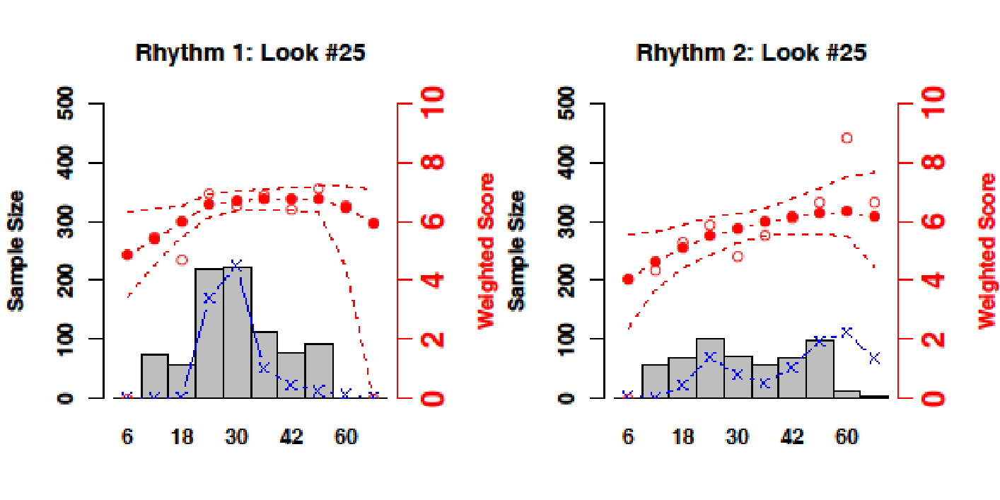 Rhythm 1: Look #25
Sample Size
0 100 200 300 400 500
6 18 30 42 60
0 2 4 6 8 10
Weighted Score
Rhythm 2: Look #25
Sample Size
0 100 200 300 400 500
6 18 30 42 60
0 2 4 6 8 10
Weighted Score